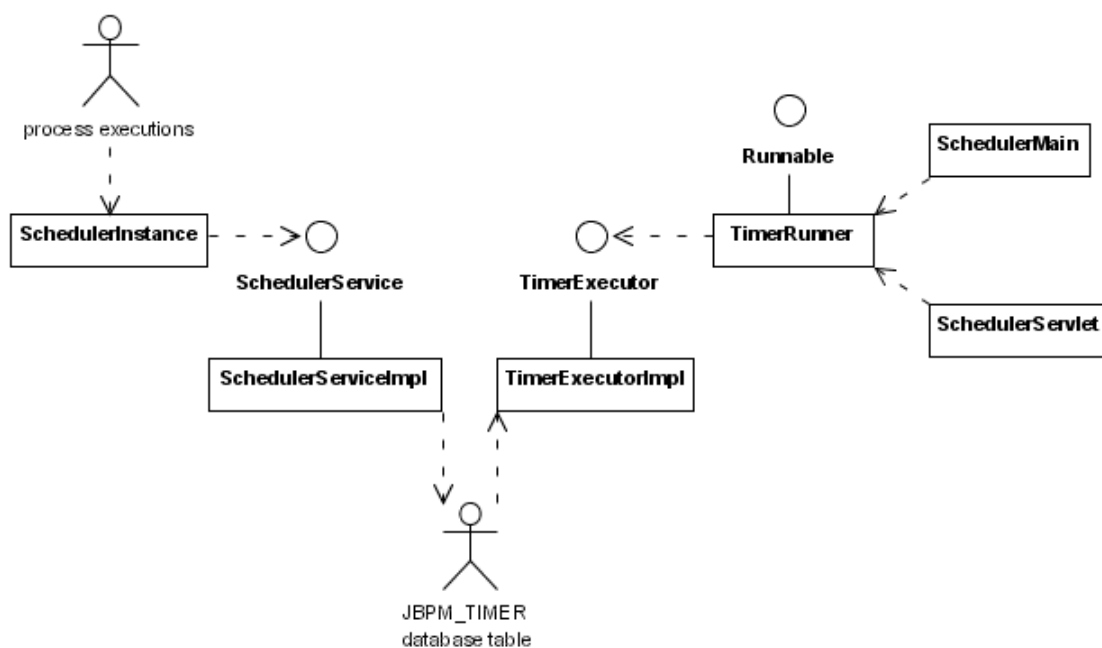 process executions
Runnable
SchedulerMain
SchedulerInstance
TimerRunner
SchedulerService
TimerExecutor
SchedulerServlet
SchedulerServiceImpl
TimerExecutorImpl
JBPM_TIMER
database table